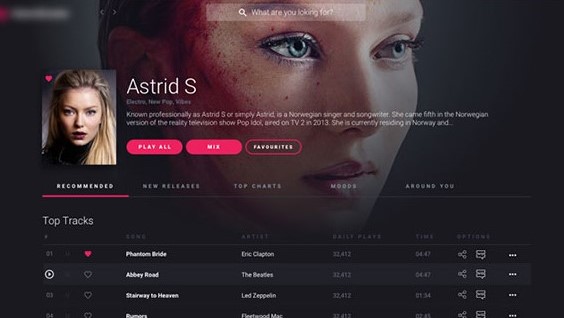 What are you loking for?
Astrid S
Electro, New Pop, Vibes
Known professionally as Astrid S or simply Astrid, is a Norwegian singer and songwriter. She came fifth in the Norwegian
version of the reality television show Pop Idol, aired on TV 2 in 2013. She is currently residing in Norway and...
PLAY ALL MIX FAVOURITES
RECOMMENDED NEW RELEASES TOP CHARTS MOODS AROUND YOU
Top Tracks
# SONG ARTIST DAILY PLAYS TIME OPTIONS
01 Phantom Bride Eric Clapton 32,412 04:47
Abbey Road The Beatles 32,412 04:47
03 Stairway to Heaven Led Zeppelin 32,412 01:34
04 Rumors Fleetwood Mac 32,412 02:45